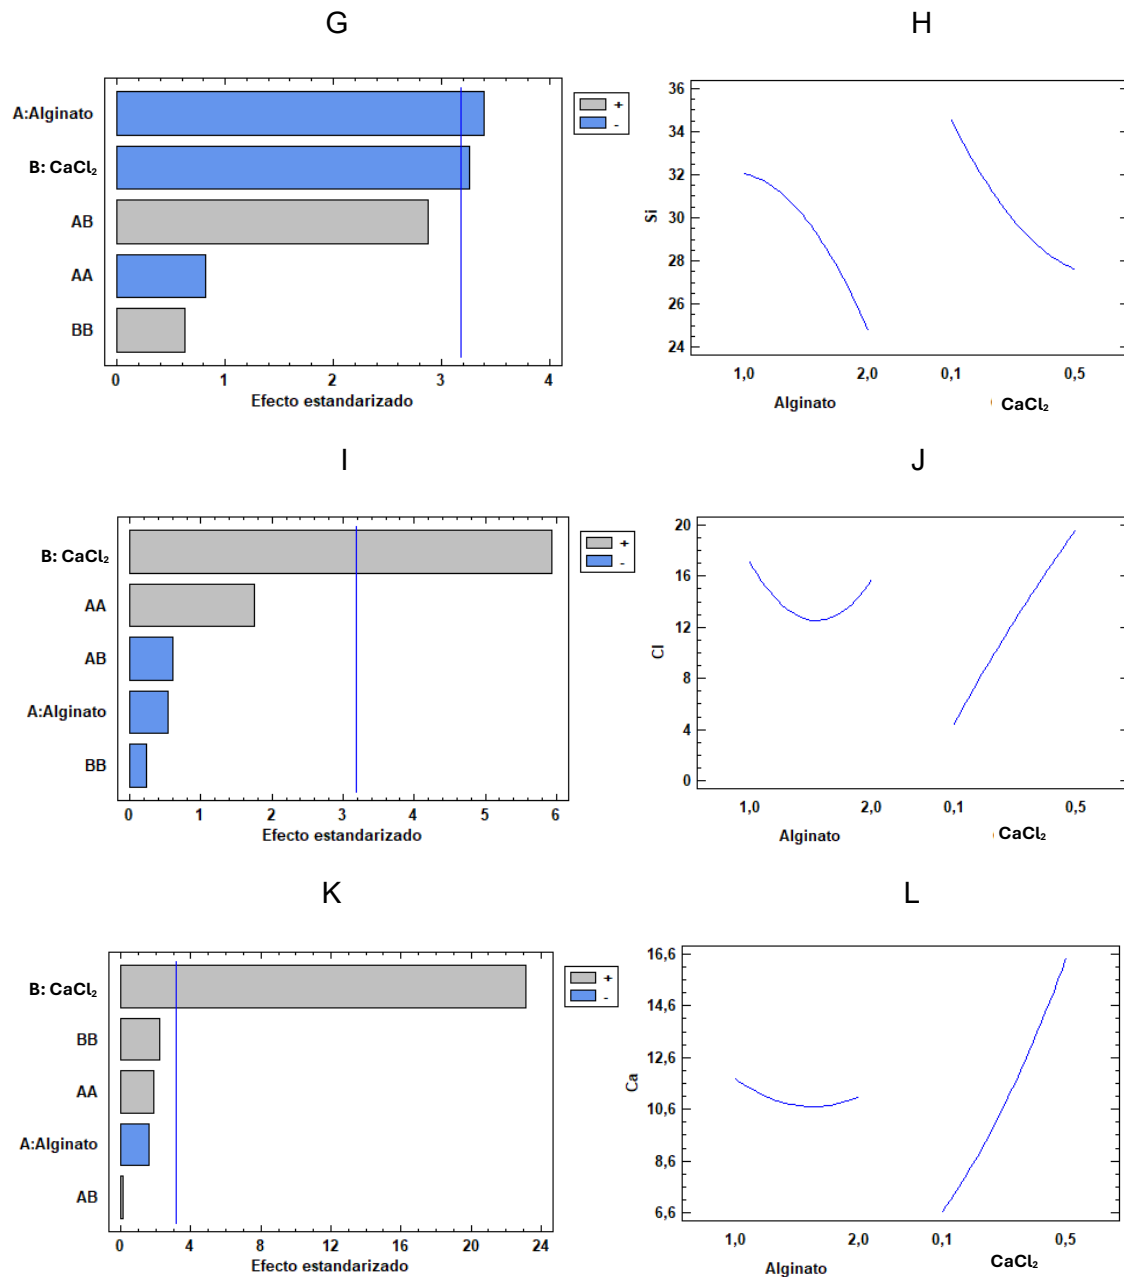 G
A:Alginato
B: CaCl₂
AB
AA
BB
0 1 2 3 4
Efecto estandarizado
+
-
H
Si
36
34
32
30
28
26
24
1,0 2,0 0,1 0,5
Alginato CaCl₂
I
B: CaCl₂
AA
AB
A:Alginato
BB
0 1 2 3 4 5 6
Efecto estandarizado
+
-
J
Cl
20
16
12
8
4
0
1,0 2,0 0,1 0,5
Alginato CaCl₂
K
B: CaCl₂
BB
AA
A:Alginato
AB
0 4 8 12 16 20 24
Efecto estandarizado
+
-
L
Ca
16,6
14,6
12,6
10,6
8,6
6,6
1,0 2,0 0,1 0,5
Alginato CaCl₂